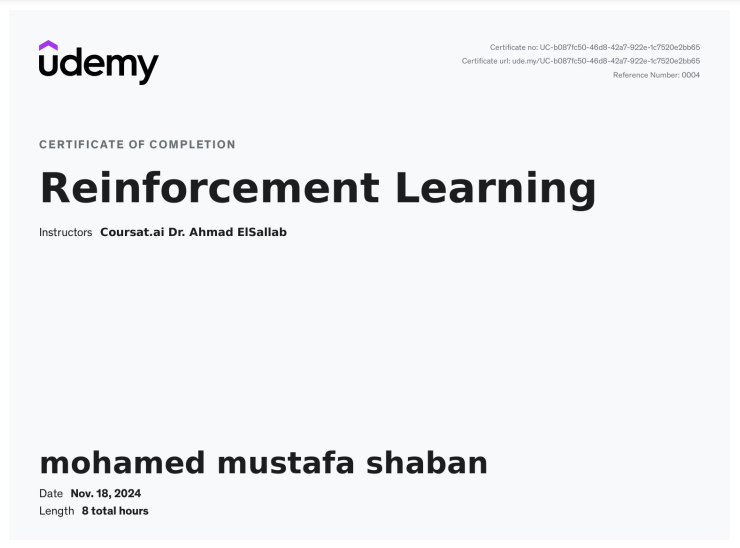 udemy
Certificate no: UC-b087fc50-46d8-42a7-922e-1c7520e2bb65
Certificate url: ude.my/UC-b087fc50-46d8-42a7-922e-1c7520e2bb65
Reference Number: 0004
CERTIFICATE OF COMPLETION
Reinforcement Learning
Instructors Coursat.ai Dr. Ahmad ElSallab
mohamed mustafa shaban
Date Nov. 18, 2024
Length 8 total hours